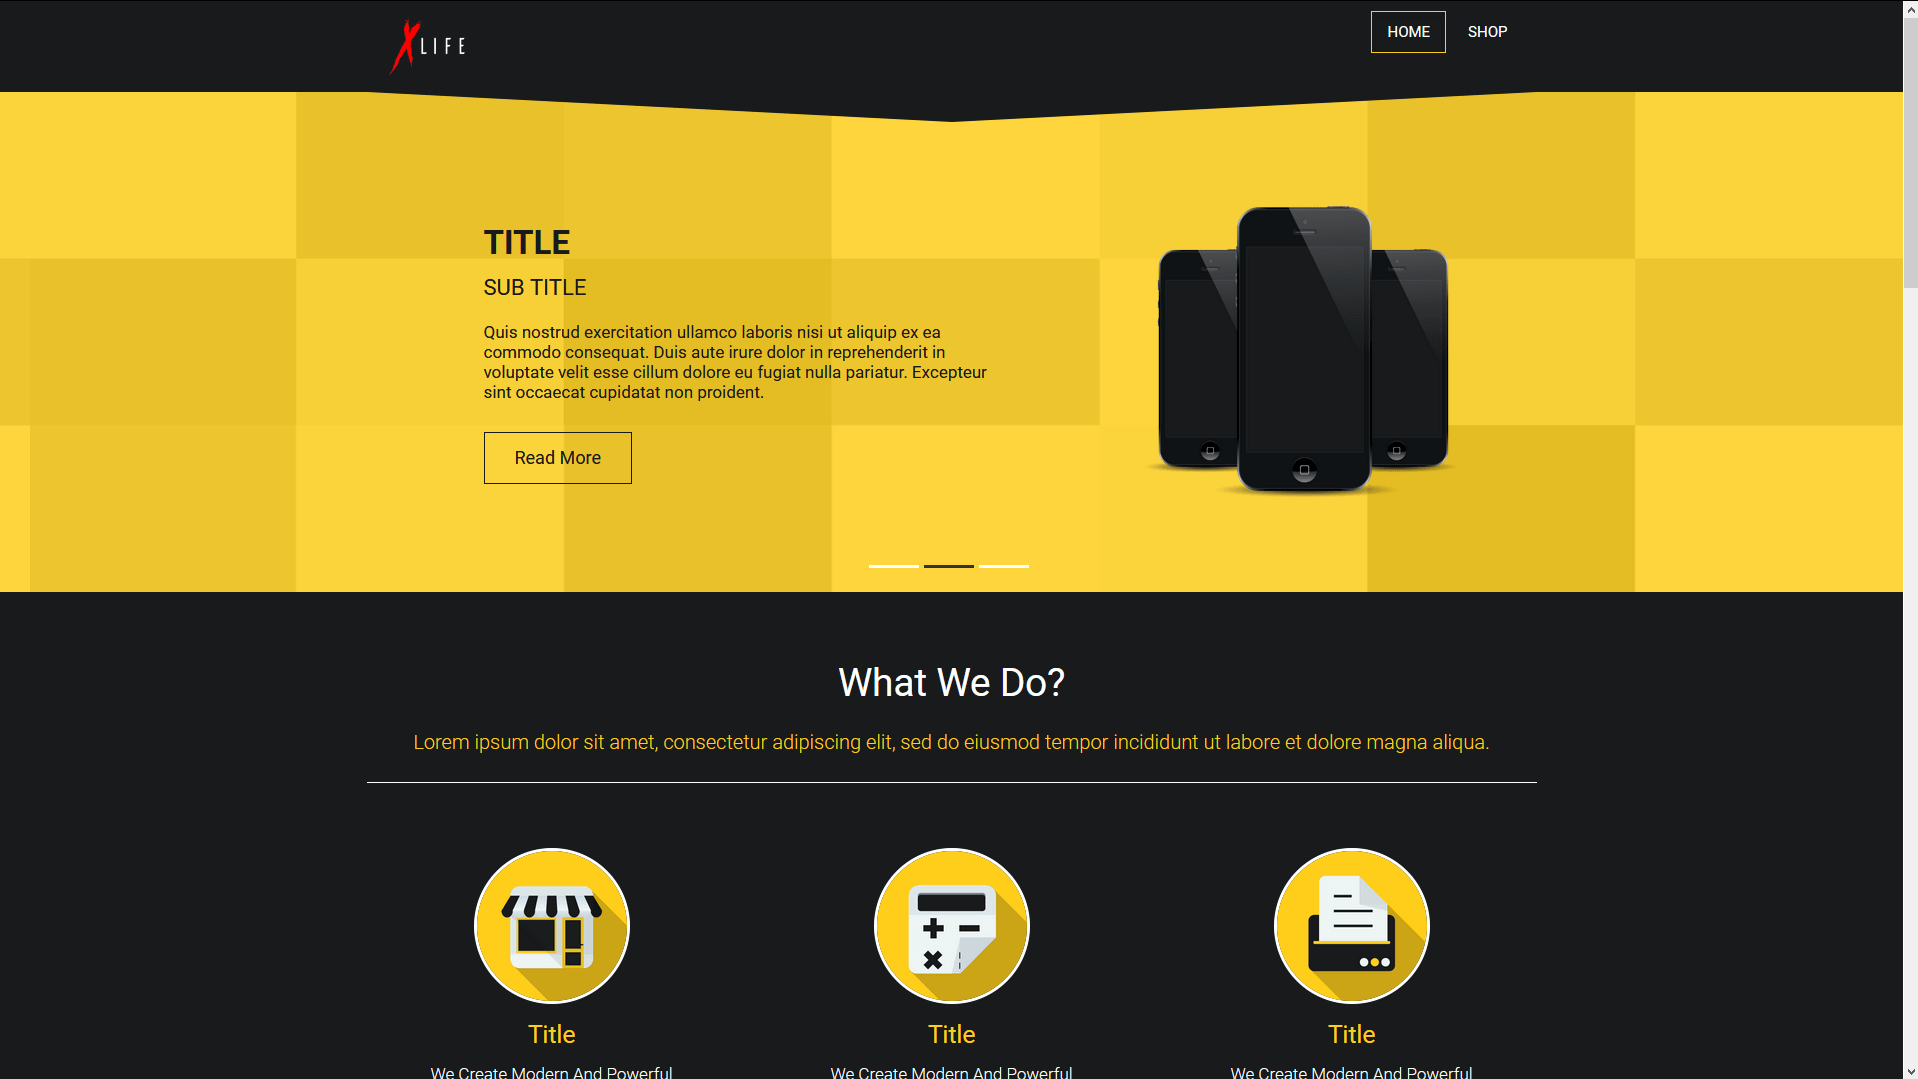 X LIFE
HOME
SHOP
TITLE
SUB TITLE
Quis nostrud exercitation ullamco laboris nisi ut aliquip ex ea
commodo consequat. Duis aute irure dolor in reprehenderit in
voluptate velit esse cillum dolore eu fugiat nulla pariatur. Excepteur
sint occaecat cupidatat non proident.
Read More
What We Do?
Lorem ipsum dolor sit amet, consectetur adipiscing elit, sed do eiusmod tempor incididunt ut labore et dolore magna aliqua.
Title
Title
Title
We Create Modern And Powerful
We Create Modern And Powerful
We Create Modern And Powerful